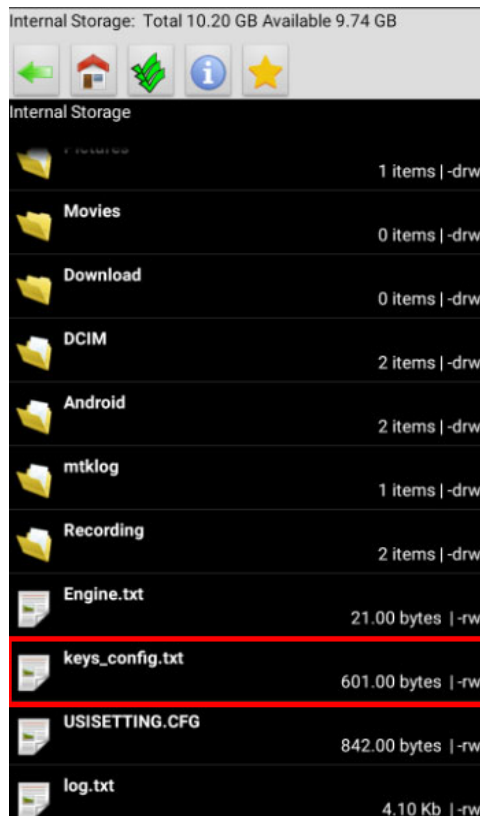 Internal Storage: Total 10.20 GB Available 9.74 GB
Internal Storage
Pictures
1 items | -drw
Movies
0 items | -drw
Download
0 items | -drw
DCIM
2 items | -drw
Android
2 items | -drw
mtklog
1 items | -drw
Recording
2 items | -drw
Engine.txt
21.00 bytes | -rw
keys_config.txt
601.00 bytes | -rw
USISETTING.CFG
842.00 bytes | -rw
log.txt
4.10 Kb | -rw